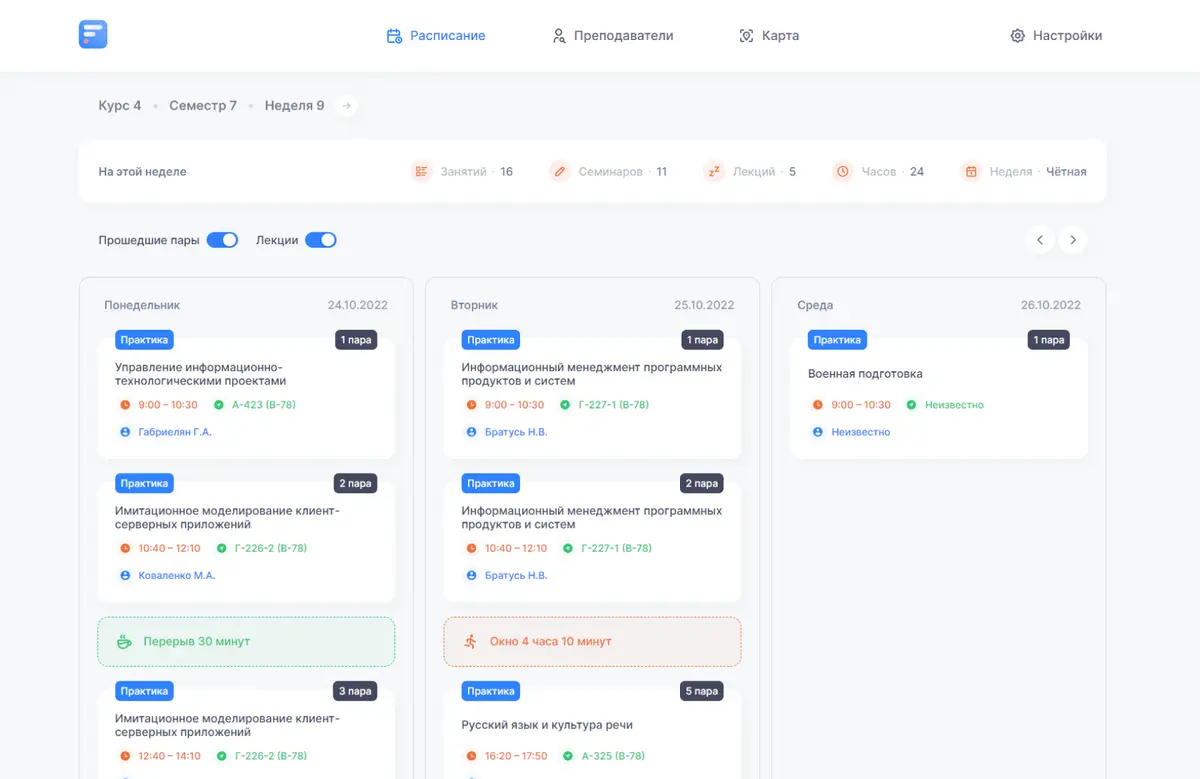 Расписание
Преподаватели
Карта
Настройки
Курс 4 • Семестр 7 • Неделя 9 →
На этой неделе
Занятий · 16
Семинаров · 11
Лекций · 5
Часов · 24
Неделя · Чётная
Прошедшие пары
Лекции
Понедельник 24.10.2022
Практика 1 пара
Управление информационно-
технологическими проектами
9:00 – 10:30 А-423 (В-78)
Габриелян Г.А.
Практика 2 пара
Имитационное моделирование клиент-
серверных приложений
10:40 – 12:10 Г-226-2 (В-78)
Коваленко М.А.
Перерыв 30 минут
Практика 3 пара
Имитационное моделирование клиент-
серверных приложений
12:40 – 14:10 Г-226-2 (В-78)
Вторник 25.10.2022
Практика 1 пара
Информационный менеджмент программных
продуктов и систем
9:00 – 10:30 Г-227-1 (В-78)
Братусь Н.В.
Практика 2 пара
Информационный менеджмент программных
продуктов и систем
10:40 – 12:10 Г-227-1 (В-78)
Братусь Н.В.
Окно 4 часа 10 минут
Практика 5 пара
Русский язык и культура речи
16:20 – 17:50 А-325 (В-78)
Среда 26.10.2022
Практика 1 пара
Военная подготовка
9:00 – 10:30 Неизвестно
Неизвестно